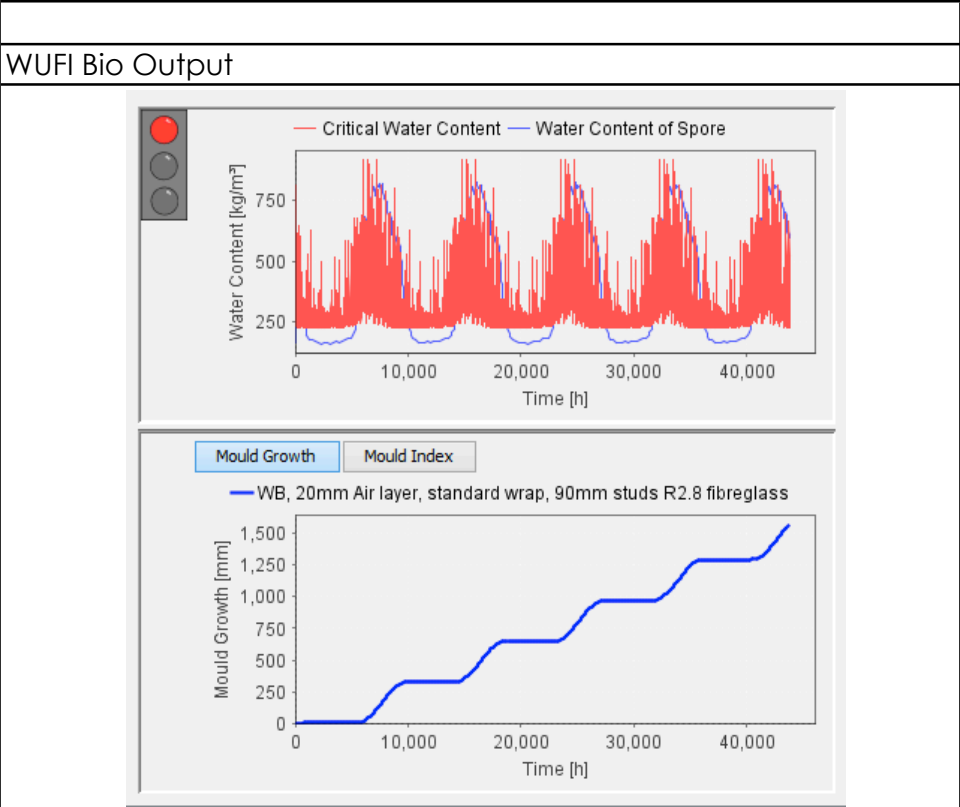 WUFI Bio Output
Critical Water Content Water Content of Spore
Water Content [kg/m³]
750
500
250
0 10,000 20,000 30,000 40,000
Time [h]
Mould Growth Mould Index
WB, 20mm Air layer, standard wrap, 90mm studs R2.8 fibreglass
Mould Growth [mm]
1,500
1,250
1,000
750
500
250
0
0 10,000 20,000 30,000 40,000
Time [h]